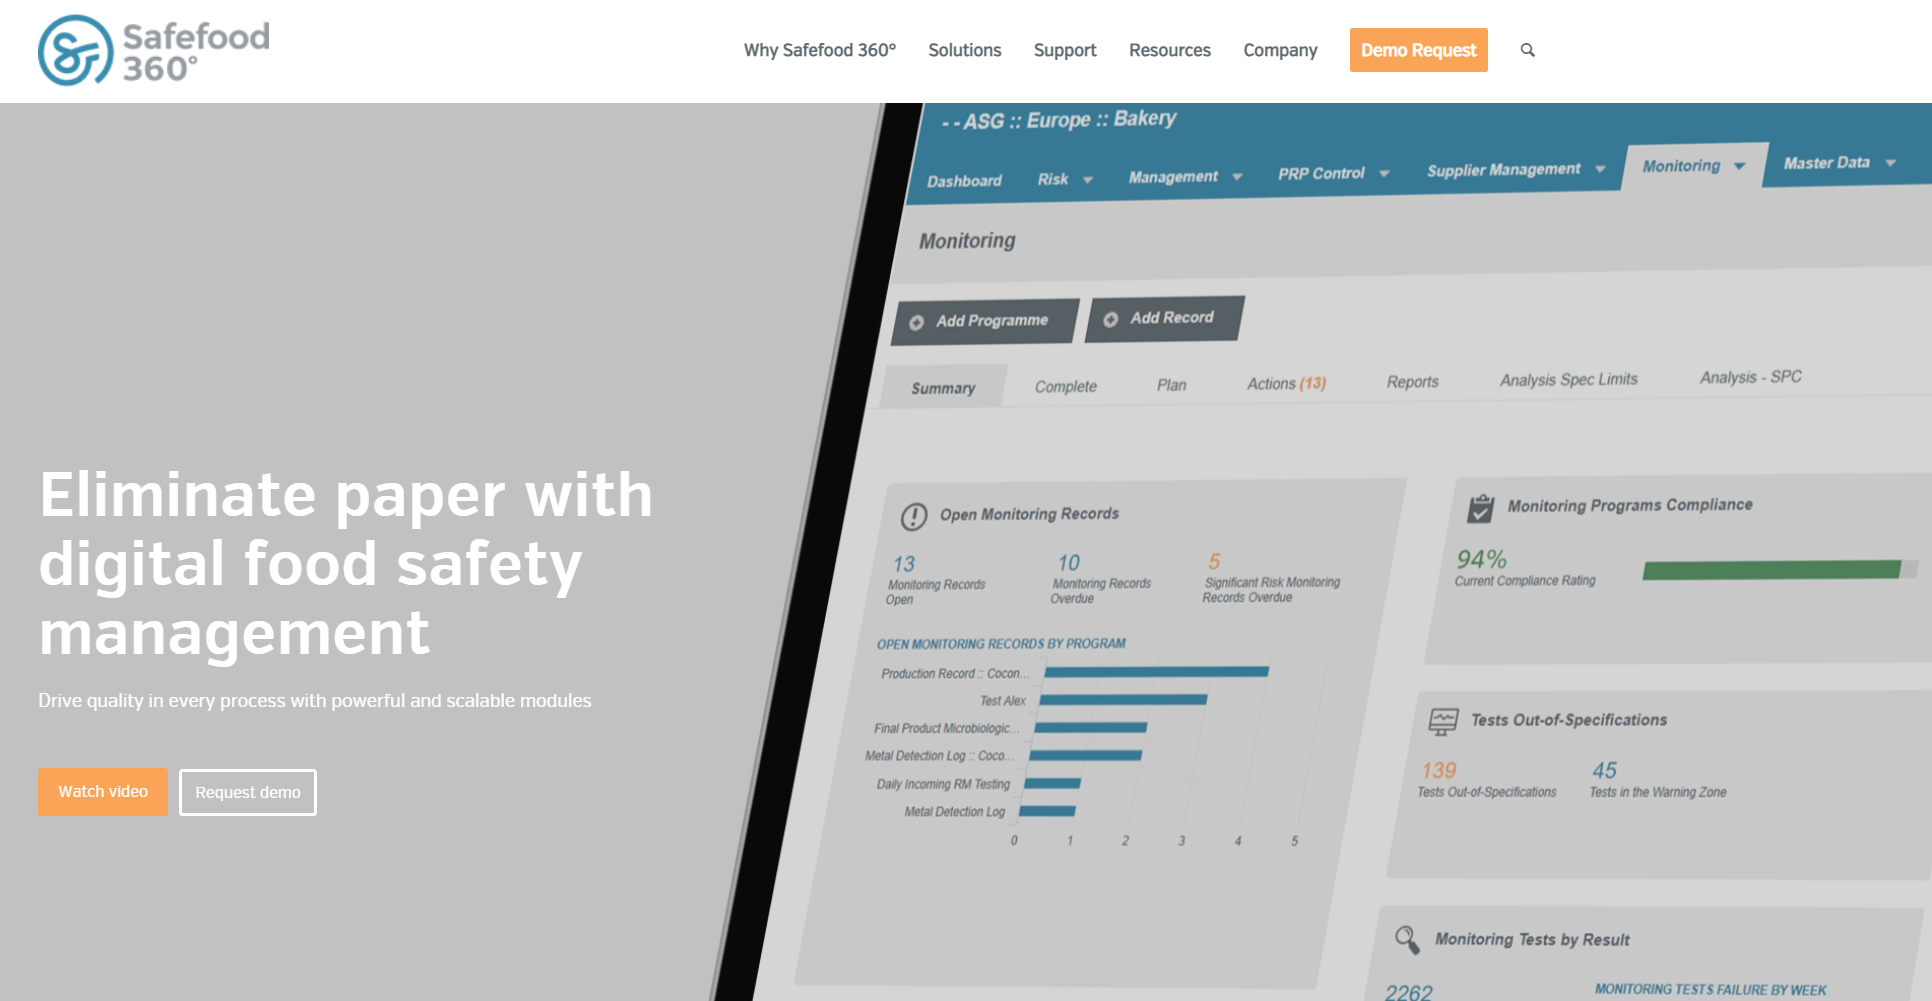 Safefood
360°
Why Safefood 360°
Solutions
Support
Resources
Company
Demo Request
- - ASG :: Europe :: Bakery
Dashboard
Risk
Management
PRP Control
Supplier Management
Monitoring
Master Data
Monitoring
Add Programme
Add Record
Summary
Complete
Plan
Actions (13)
Reports
Analysis Spec Limits
Analysis - SPC
Eliminate paper with
digital food safety
management
Drive quality in every process with powerful and scalable modules
Watch video
Request demo
Open Monitoring Records
13
Monitoring Records
Open
10
Monitoring Records
Overdue
5
Significant Risk Monitoring
Records Overdue
OPEN MONITORING RECORDS BY PROGRAM
Production Record :: Cocon...
Test Alex
Final Product Microbiologic...
Metal Detection Log :: Coco...
Daily Incoming RM Testing
Metal Detection Log
0 1 2 3 4 5
Monitoring Programs Compliance
94%
Current Compliance Rating
Tests Out-of-Specifications
139
Tests Out-of-Specifications
45
Tests in the Warning Zone
Monitoring Tests by Result
2262
MONITORING TESTS FAILURE BY WEEK